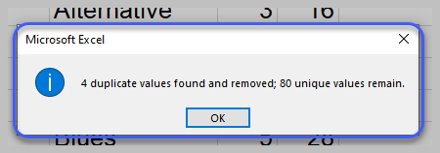 Alternative 3 16
Microsoft Excel
4 duplicate values found and removed; 80 unique values remain.
OK
Blues 5 28